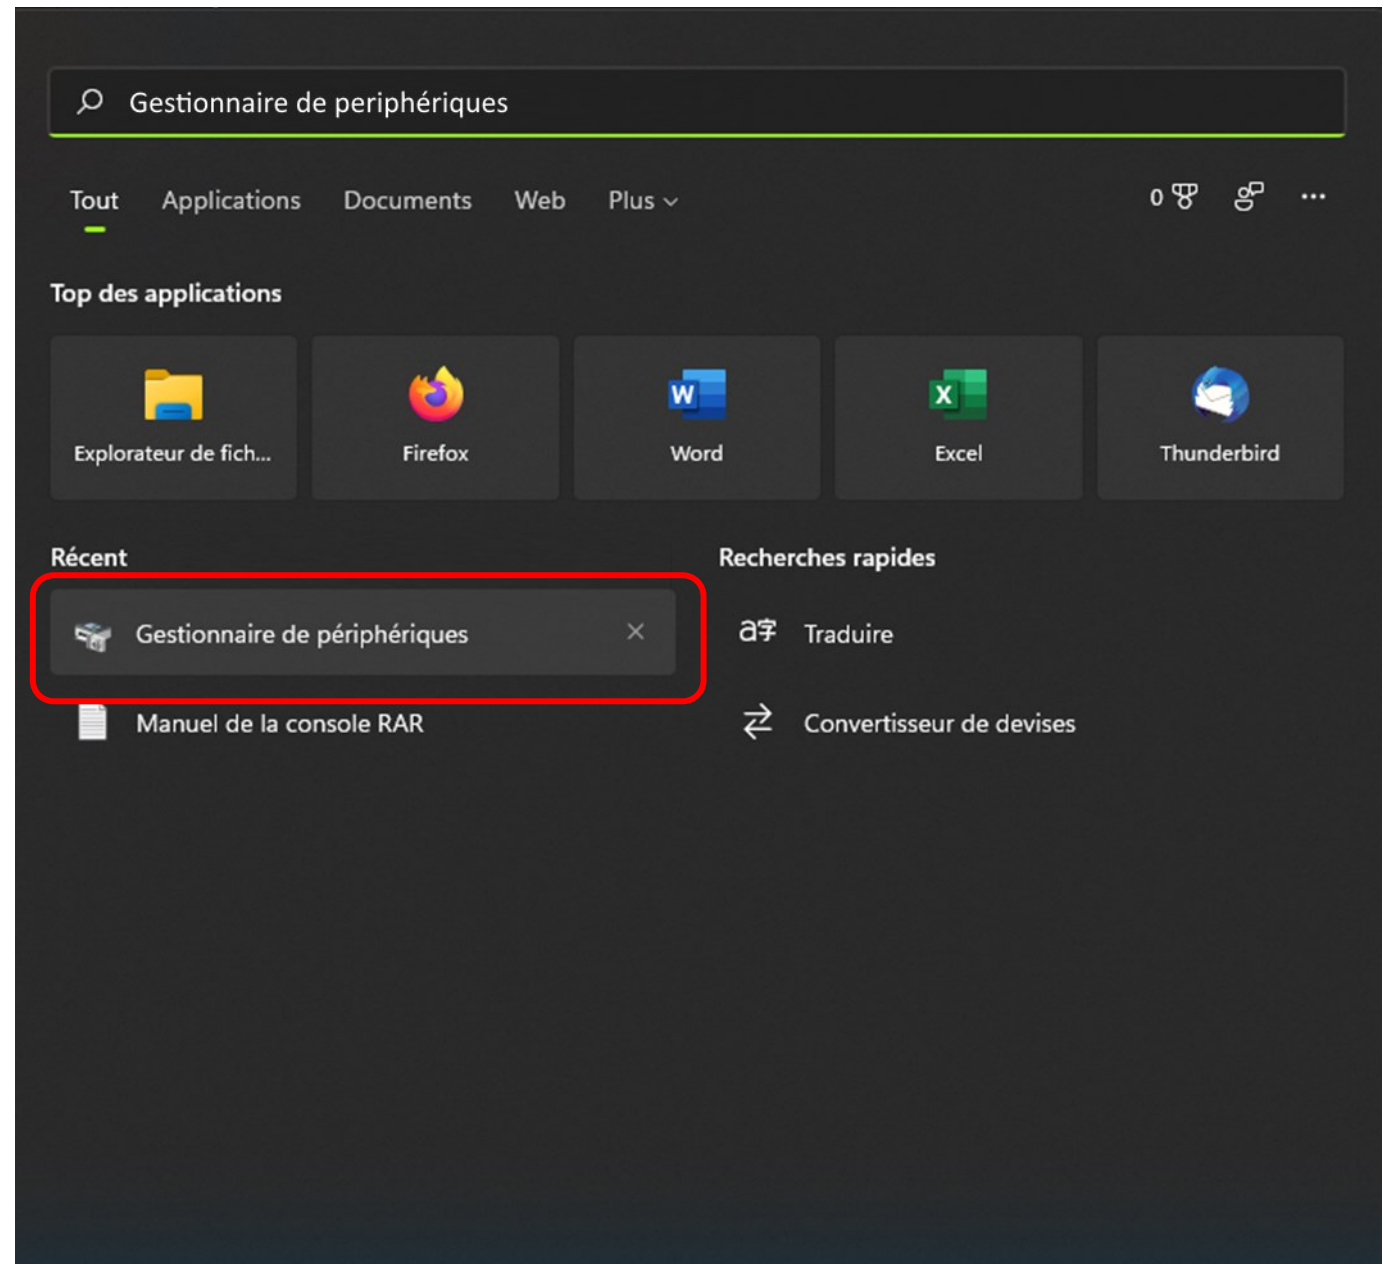 Gestionnaire de periphériques
Tout Applications Documents Web Plus 0
Top des applications
Explorateur de fich... Firefox Word Excel Thunderbird
Récent Recherches rapides
Gestionnaire de périphériques Traduire
Manuel de la console RAR Convertisseur de devises